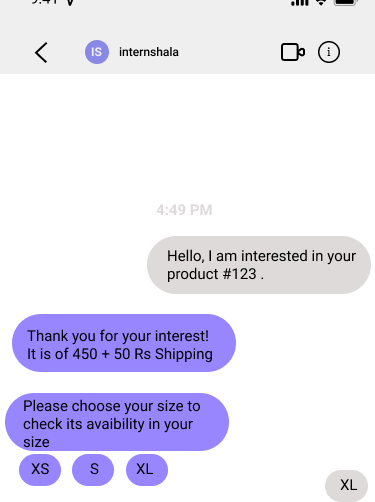 9:41
IS internshala
4:49 PM
Hello, I am interested in your
product #123 .
Thank you for your interest!
It is of 450 + 50 Rs Shipping
Please choose your size to
check its avaibility in your
size
XS S XL
XL